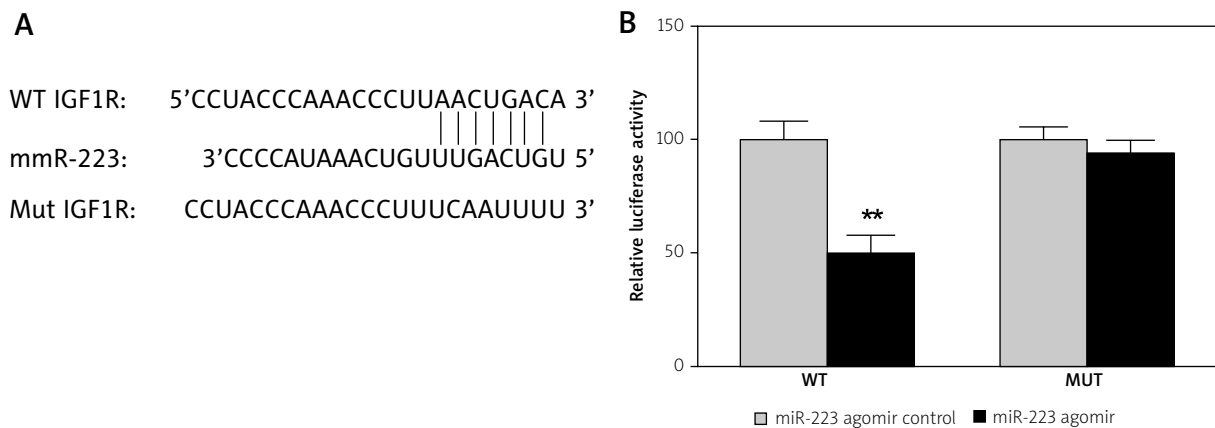 A
WT IGF1R: 5'CCUACCCAAACCCUUAACUGACA 3'
mmR-223: 3'CCCCAUAAACUGUUUGACUGU 5'
Mut IGF1R: CCUACCCAAACCCUUUCAAUUUU 3'
B
Relative luciferase activity
150
100
50
0
**
WT
MUT
miR-223 agomir control
miR-223 agomir